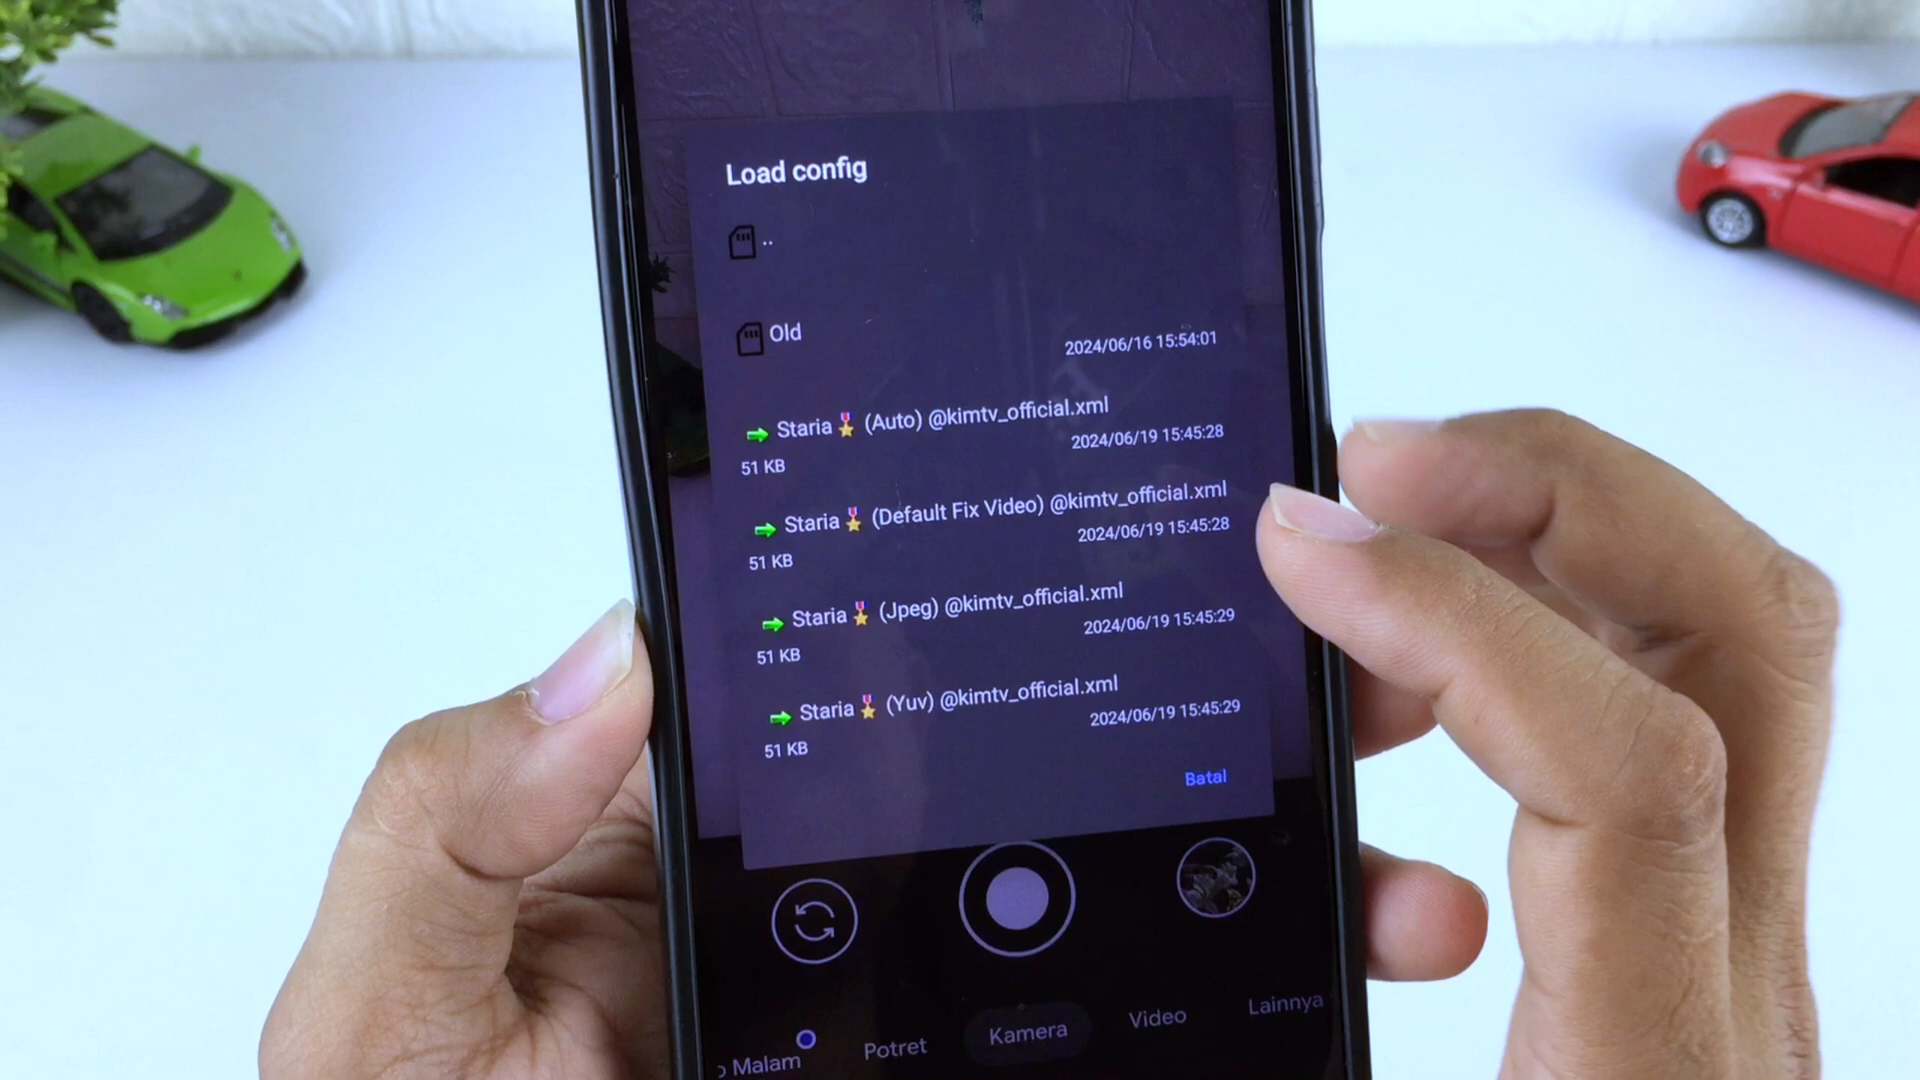 Load config
..
Old
2024/06/16 15:54:01
Staria🎖️ (Auto) @kimtv_official.xml
2024/06/19 15:45:28
51 KB
Staria🎖️ (Default Fix Video) @kimtv_official.xml
2024/06/19 15:45:28
51 KB
Staria🎖️ (Jpeg) @kimtv_official.xml
2024/06/19 15:45:29
51 KB
Staria🎖️ (Yuv) @kimtv_official.xml
2024/06/19 15:45:29
51 KB
Batal
Malam Potret Kamera Video Lainnya